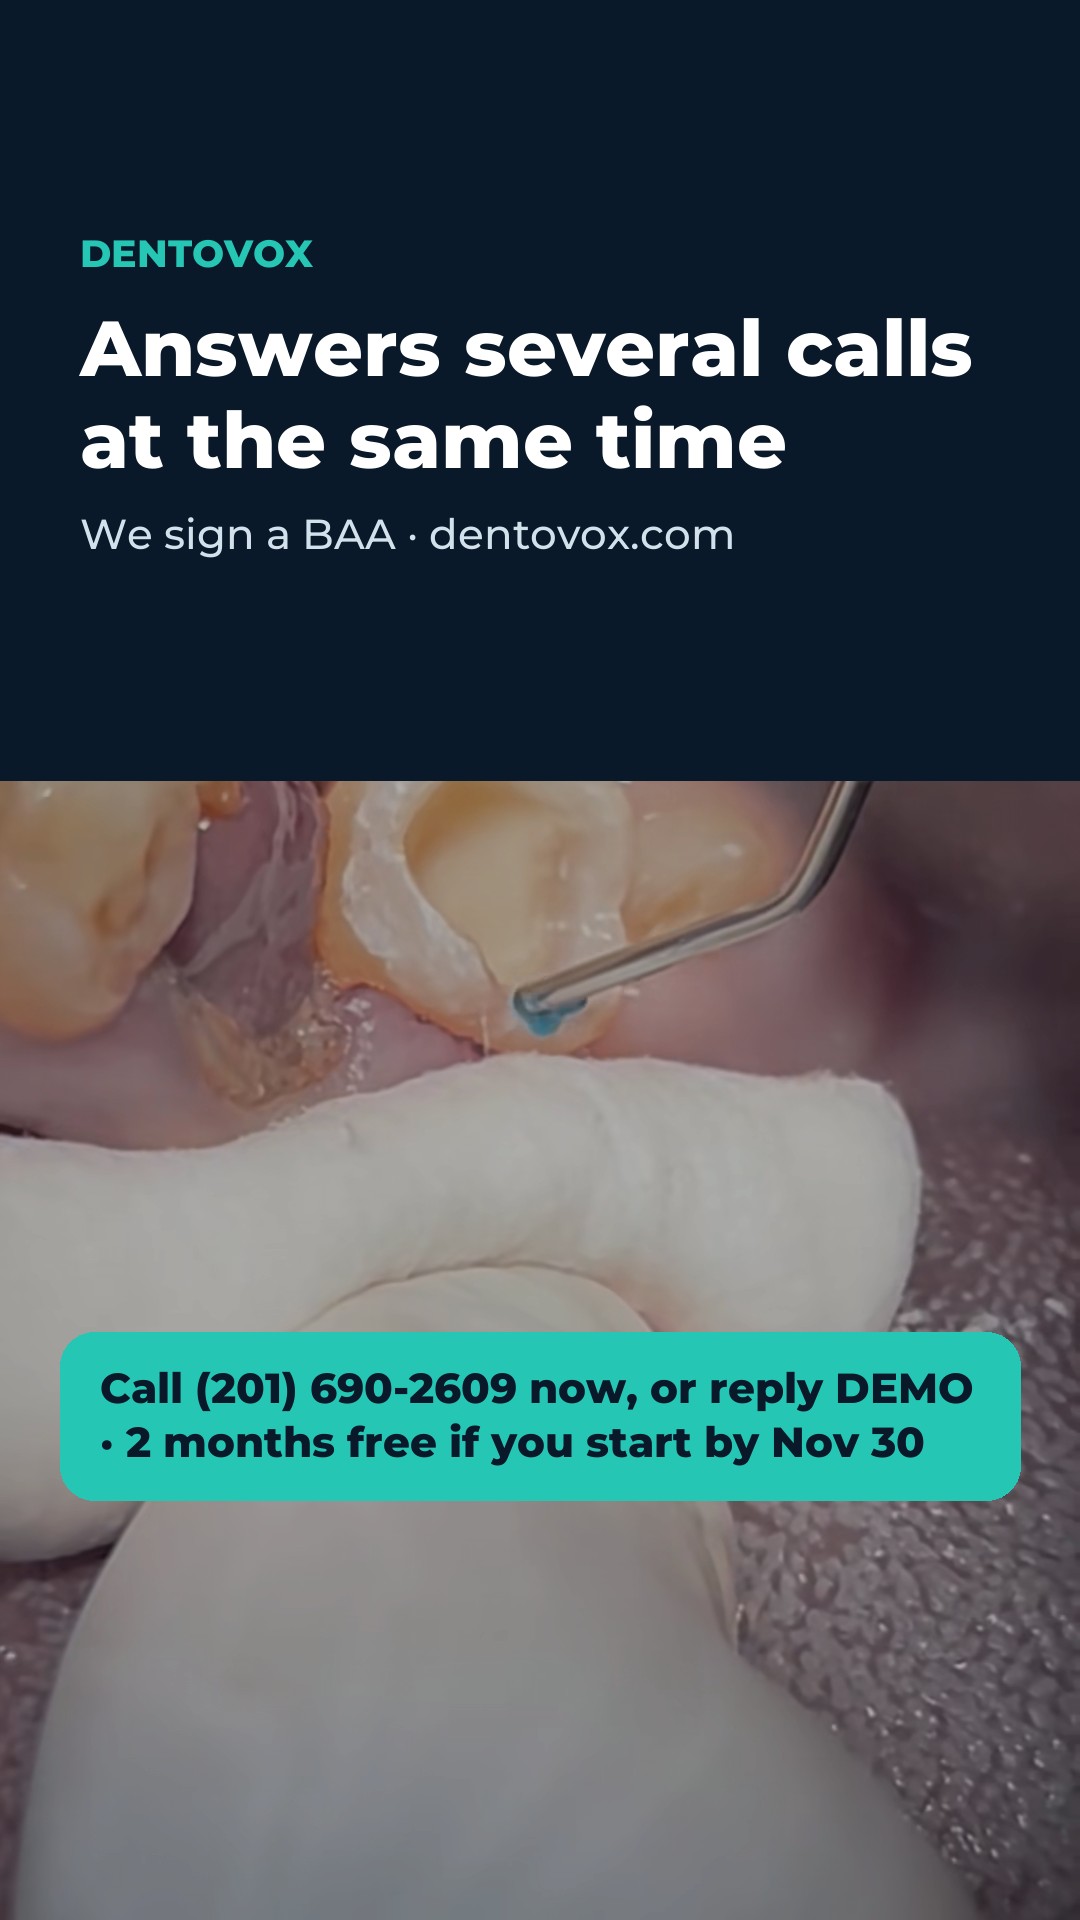 DENTOVOX
Answers several calls
at the same time
We sign a BAA · dentovox.com
Call (201) 690-2609 now, or reply DEMO
· 2 months free if you start by Nov 30